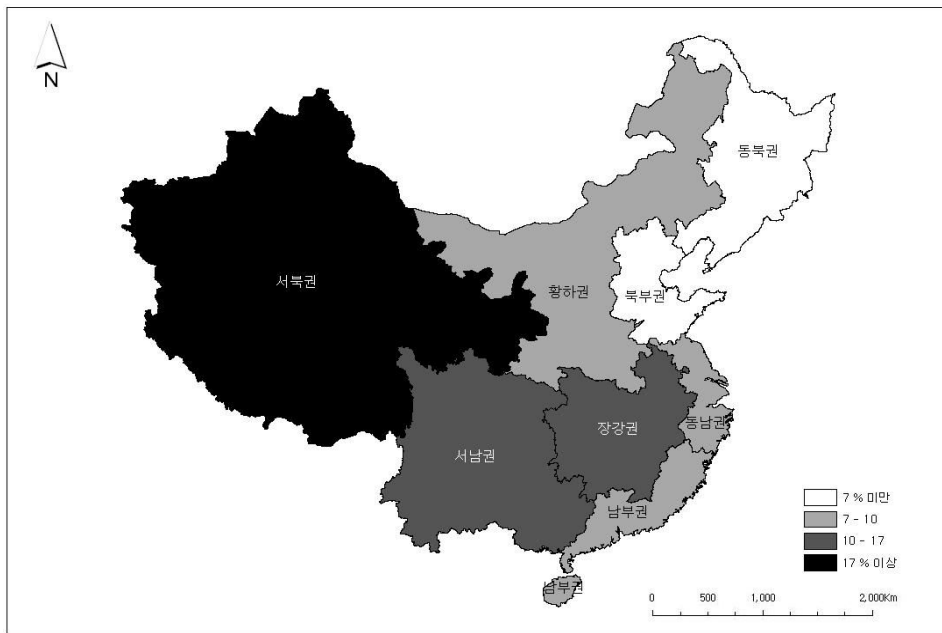 N
동북권
서북권
황하권
북부권
동남권
장강권
서남권
남부권
남부권
7 % 미만
7 - 10
10 - 17
17 % 이상
0 500 1,000 2,000Km